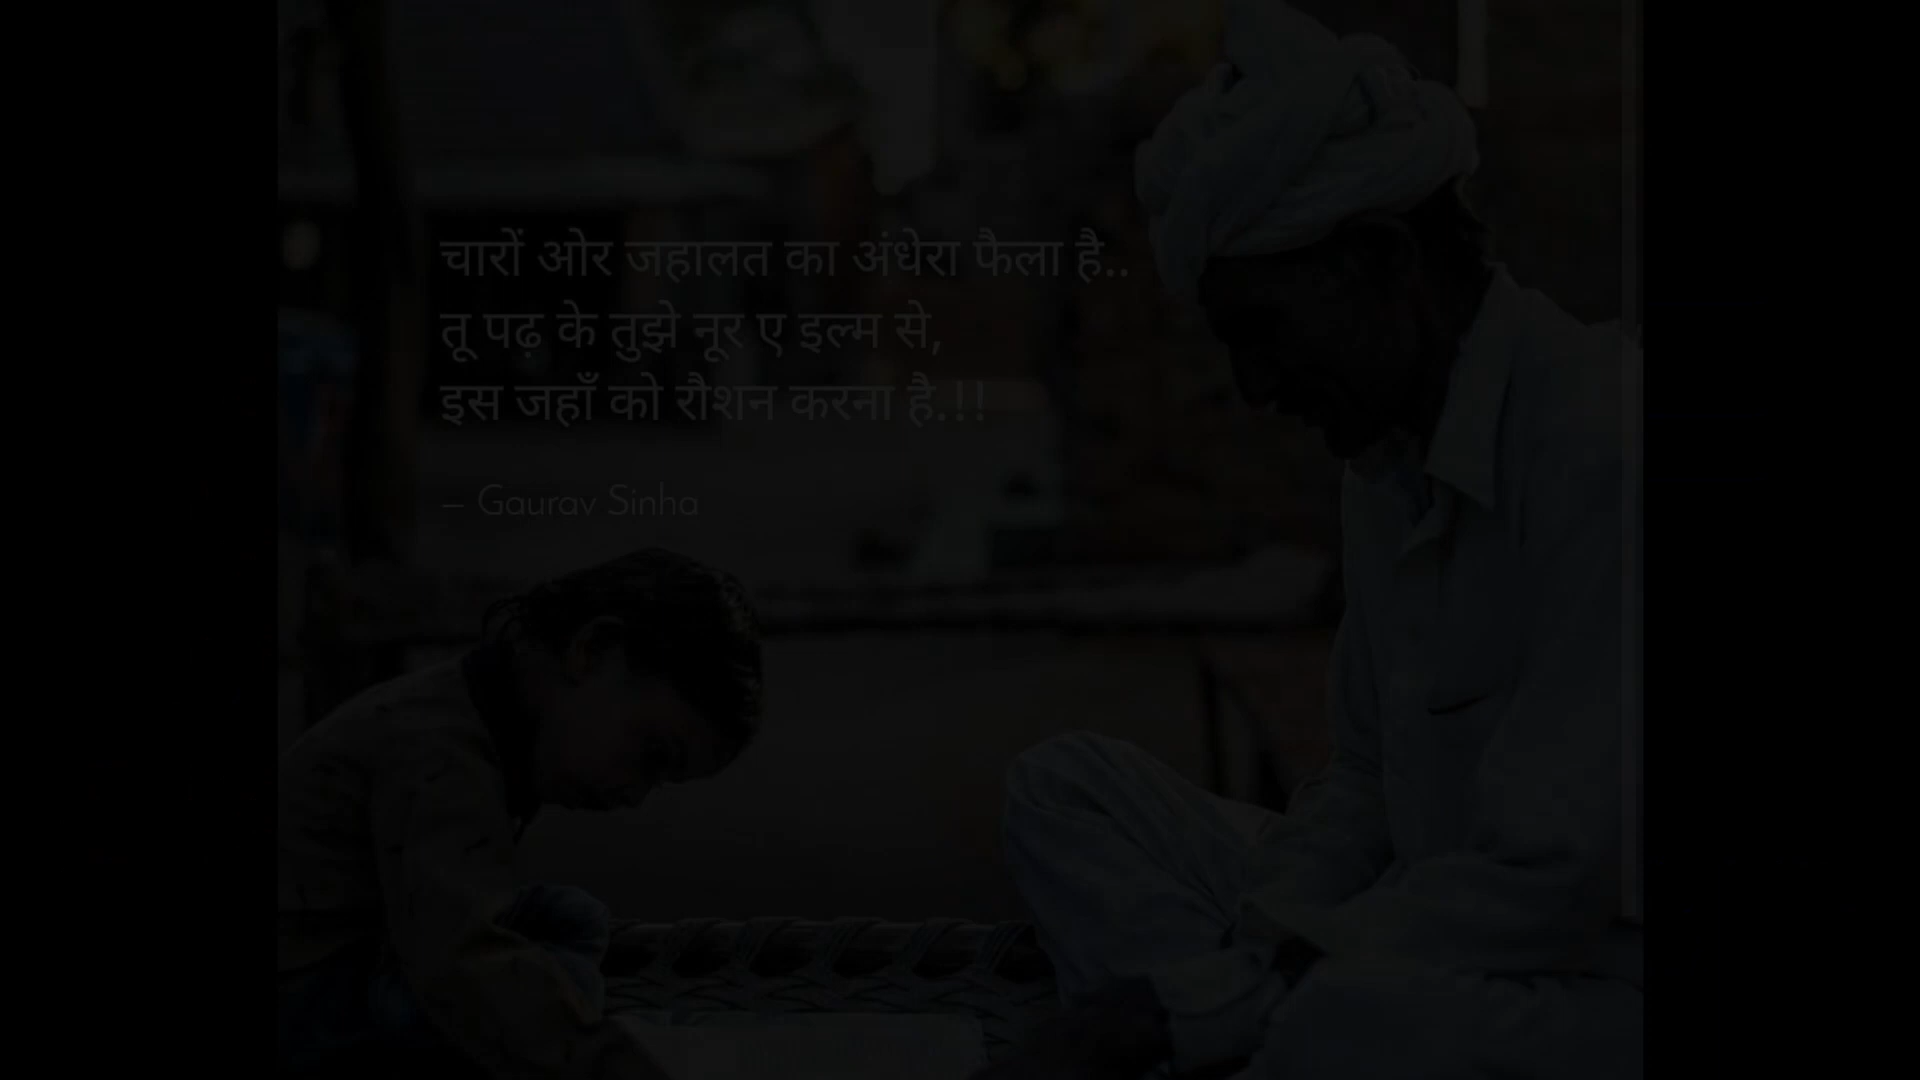 चारों ओर जहालत का अंधेरा फैला है..
तू पढ़ के तुझे नूर ए इल्म से,
इस जहाँ को रौशन करना है.!!
– Gaurav Sinha